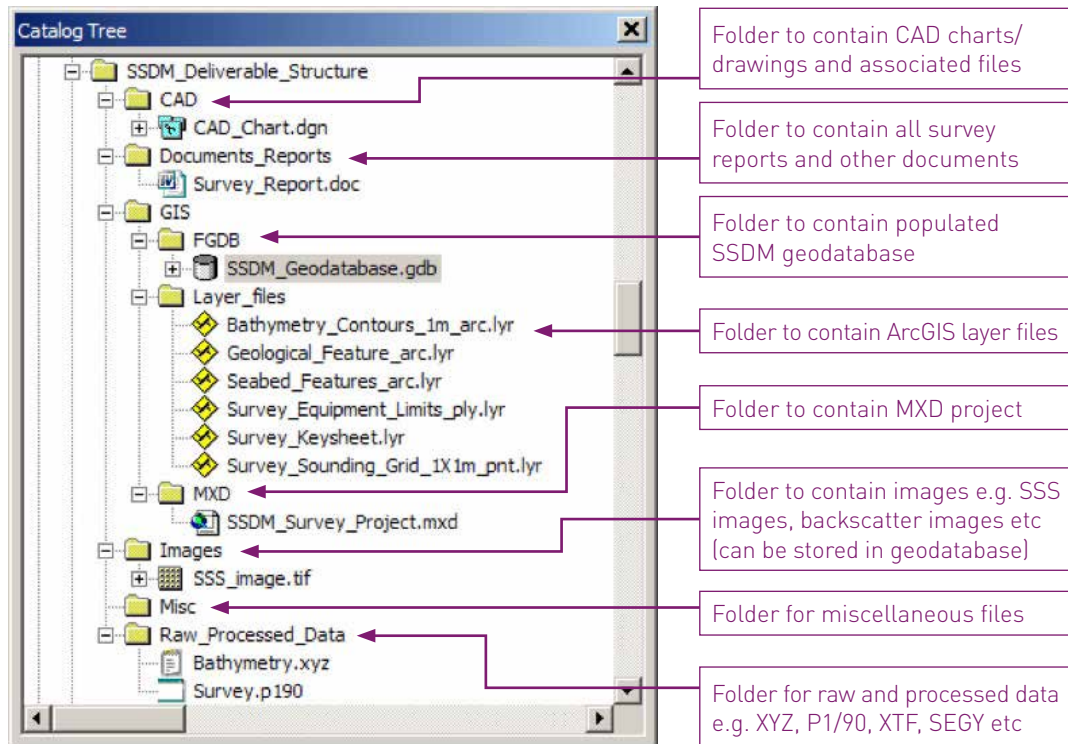 Catalog Tree
SSDM_Deliverable_Structure
CAD
CAD_Chart.dgn
Documents_Reports
Survey_Report.doc
GIS
FGDB
SSDM_Geodatabase.gdb
Layer_files
Bathymetry_Contours_1m_arc.lyr
Geological_Feature_arc.lyr
Seabed_Features_arc.lyr
Survey_Equipment_Limits_ply.lyr
Survey_Keysheet.lyr
Survey_Sounding_Grid_1X1m_pnt.lyr
MXD
SSDM_Survey_Project.mxd
Images
SSS_image.tif
Misc
Raw_Processed_Data
Bathymetry.xyz
Survey.p190
Folder to contain CAD charts/
drawings and associated files
Folder to contain all survey
reports and other documents
Folder to contain populated
SSDM geodatabase
Folder to contain ArcGIS layer files
Folder to contain MXD project
Folder to contain images e.g. SSS
images, backscatter images etc
(can be stored in geodatabase)
Folder for miscellaneous files
Folder for raw and processed data
e.g. XYZ, P1/90, XTF, SEGY etc